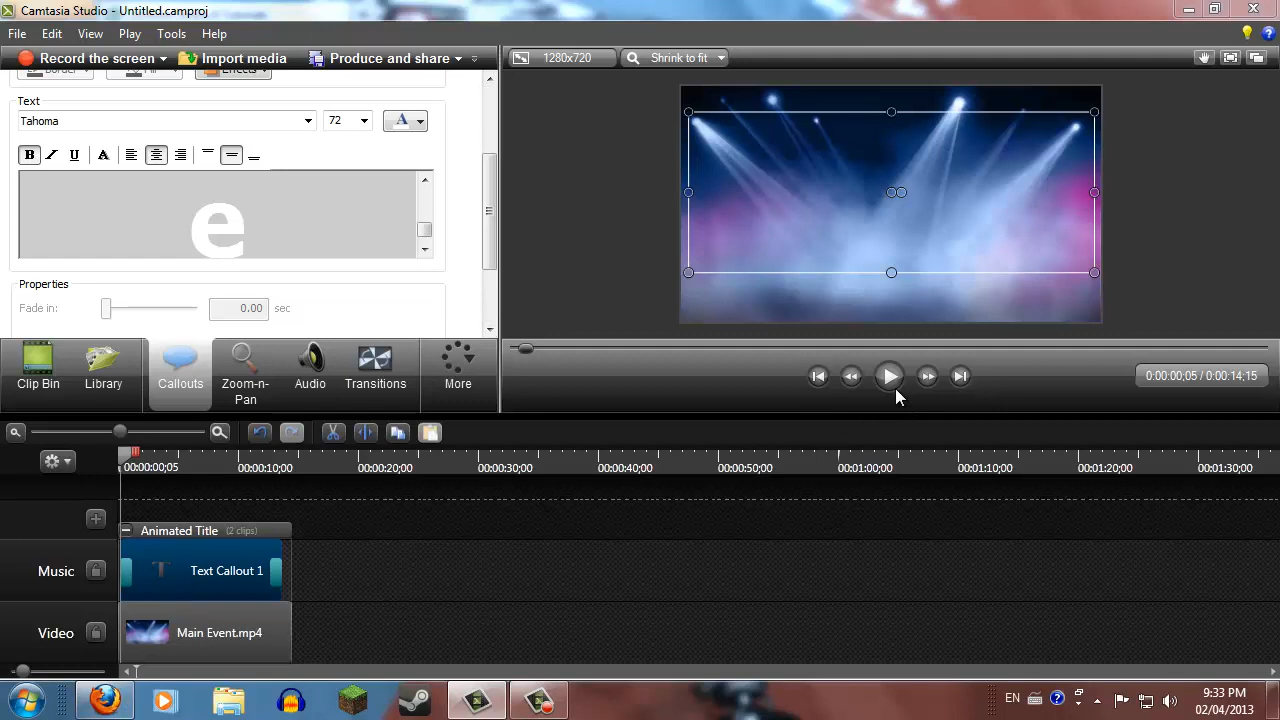 Camtasia Studio - Untitled.camproj
File Edit View Play Tools Help
Record the screen Import media Produce and share
1280x720 Shrink to fit
Border Fill Effects
Text
Tahoma 72 A
B I U A
e
Properties
Fade in: 0.00 sec
Clip Bin Library Callouts Zoom-n-Pan Audio Transitions More
0:00:00;05 / 0:00:14;15
00:00:00;05 00:00:10;00 00:00:20;00 00:00:30;00 00:00:40;00 00:00:50;00 00:01:00;00 00:01:10;00 00:01:20;00 00:01:30;00
Animated Title (2 clips)
Music T Text Callout 1
Video Main Event.mp4
EN 9:33 PM
02/04/2013